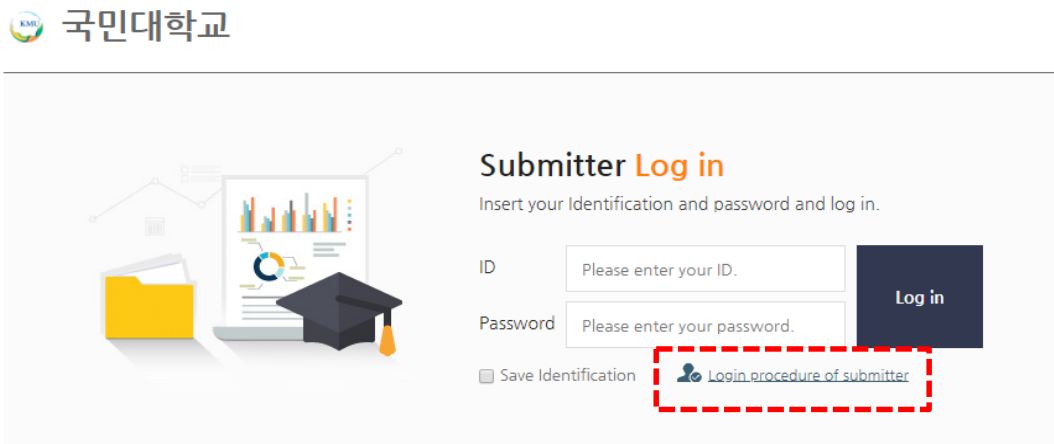 KMU 국민대학교
Submitter Log in
Insert your Identification and password and log in.
ID Please enter your ID.
Log in
Password Please enter your password.
Save Identification Login procedure of submitter